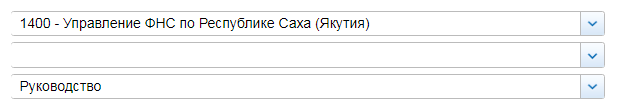 1400 - Управление ФНС по Республике Саха (Якутия)
Руководство